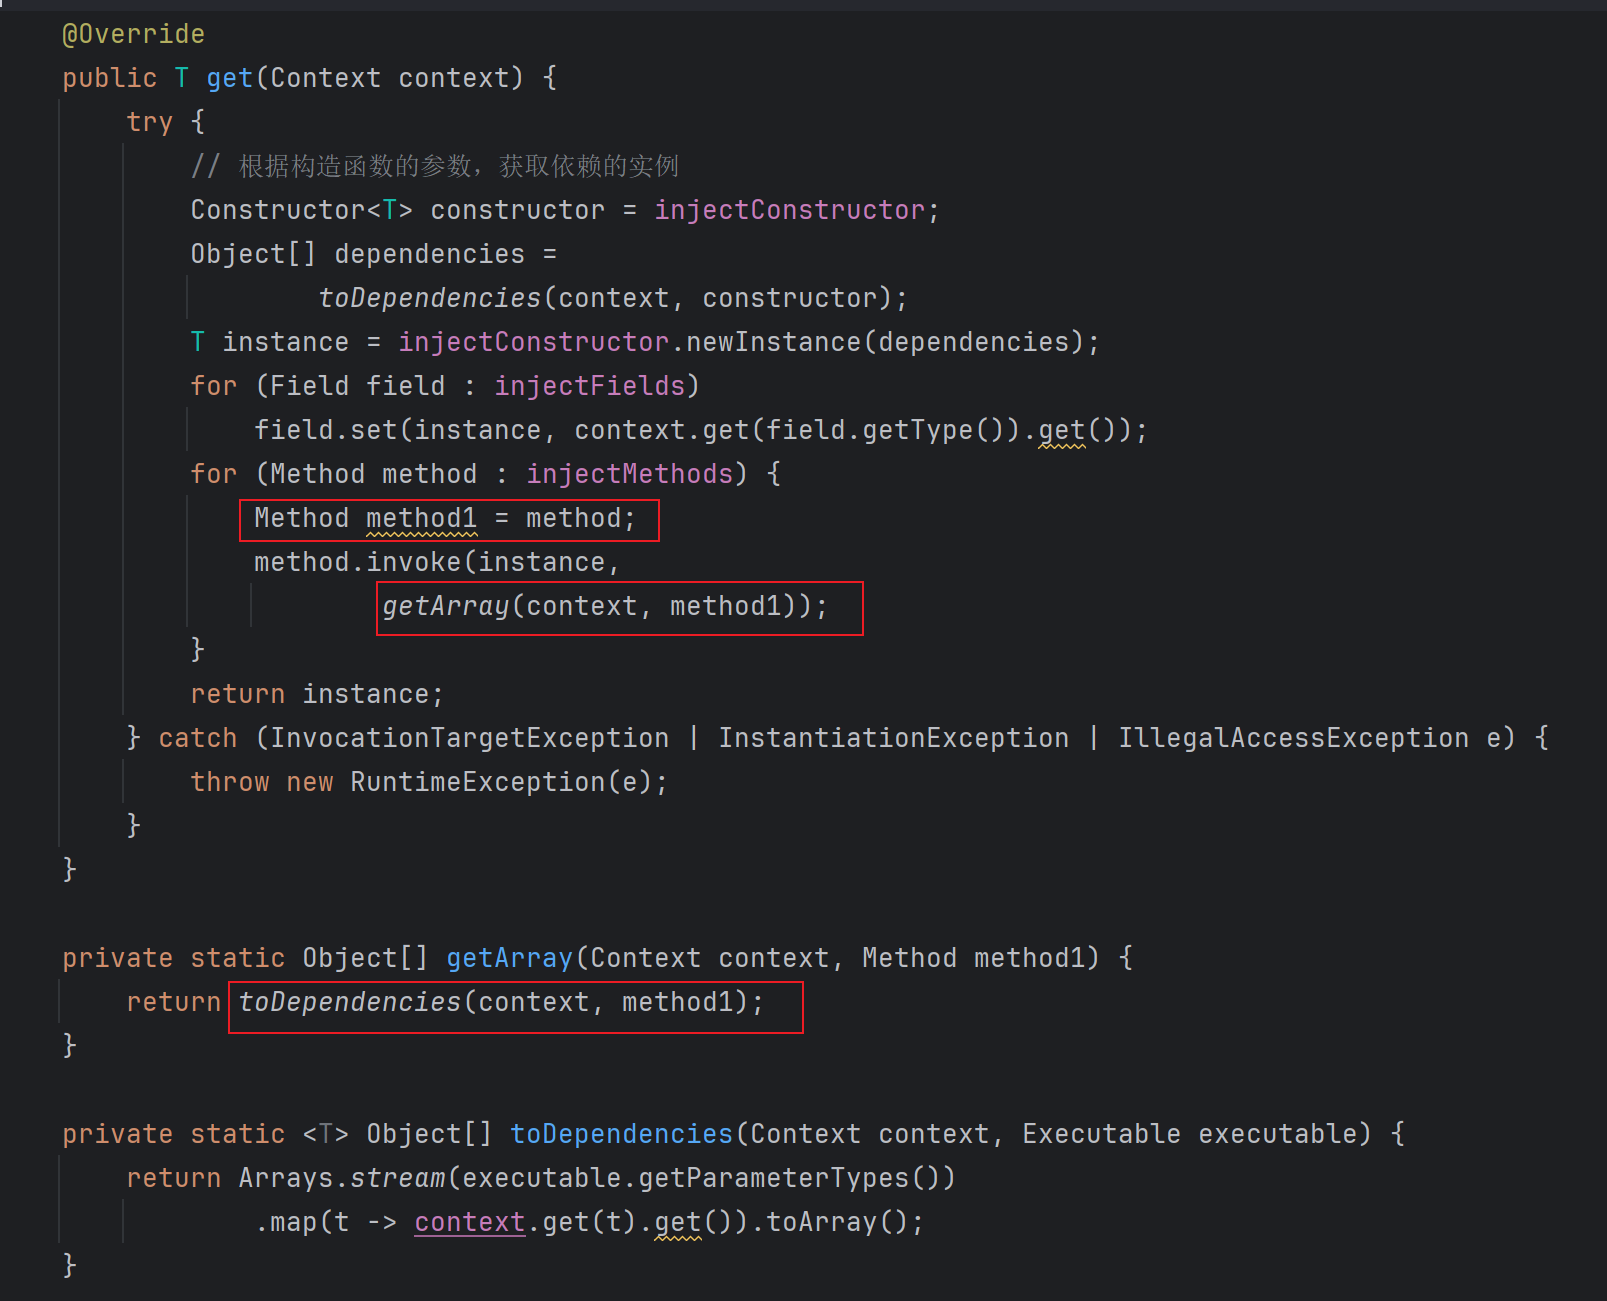 @Override
public T get(Context context) {
try {
// 根据构造函数的参数，获取依赖的实例
Constructor<T> constructor = injectConstructor;
Object[] dependencies =
toDependencies(context, constructor);
T instance = injectConstructor.newInstance(dependencies);
for (Field field : injectFields)
field.set(instance, context.get(field.getType()).get());
for (Method method : injectMethods) {
Method method1 = method;
method.invoke(instance,
getArray(context, method1));
}
return instance;
} catch (InvocationTargetException | InstantiationException | IllegalAccessException e) {
throw new RuntimeException(e);
}
}
private static Object[] getArray(Context context, Method method1) {
return toDependencies(context, method1);
}
private static <T> Object[] toDependencies(Context context, Executable executable) {
return Arrays.stream(executable.getParameterTypes())
.map(t -> context.get(t).get()).toArray();
}